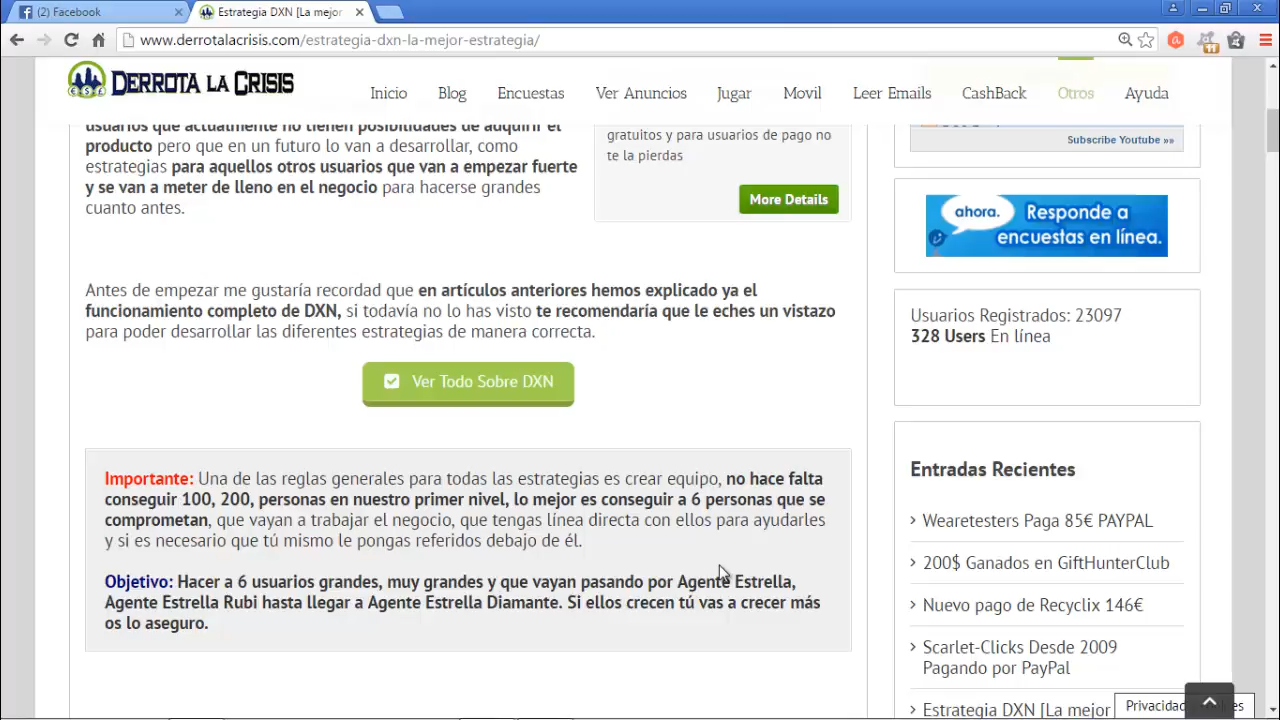 (2) Facebook
Estrategia DXN [La mejor
www.derrotalacrisis.com/estrategia-dxn-la-mejor-estrategia/
11
DERROTA LA CRISIS
Inicio
Blog
Encuestas
Ver Anuncios
Jugar
Movil
Leer Emails
CashBack
Otros
Ayuda
usuarios que actualmente no tienen posibilidades de adquirir el
producto pero que en un futuro lo van a desarrollar, como
estrategias para aquellos otros usuarios que van a empezar fuerte
y se van a meter de lleno en el negocio para hacerse grandes
cuanto antes.
gratuitos y para usuarios de pago no
te la pierdas
More Details
Antes de empezar me gustaría recordad que en artículos anteriores hemos explicado ya el
funcionamiento completo de DXN, si todavía no lo has visto te recomendaría que le eches un vistazo
para poder desarrollar las diferentes estrategias de manera correcta.
Ver Todo Sobre DXN
Importante: Una de las reglas generales para todas las estrategias es crear equipo, no hace falta
conseguir 100, 200, personas en nuestro primer nivel, lo mejor es conseguir a 6 personas que se
comprometan, que vayan a trabajar el negocio, que tengas línea directa con ellos para ayudarles
y si es necesario que tú mismo le pongas referidos debajo de él.
Objetivo: Hacer a 6 usuarios grandes, muy grandes y que vayan pasando por Agente Estrella,
Agente Estrella Rubi hasta llegar a Agente Estrella Diamante. Si ellos crecen tú vas a crecer más
os lo aseguro.
Subscribe Youtube »»
ahora.
Responde a
encuestas en línea.
Usuarios Registrados: 23097
328 Users En línea
Entradas Recientes
Wearetesters Paga 85€ PAYPAL
200$ Ganados en GiftHunterClub
Nuevo pago de Recyclix 146€
Scarlet-Clicks Desde 2009
Pagando por PayPal
Estrategia DXN [La mejor